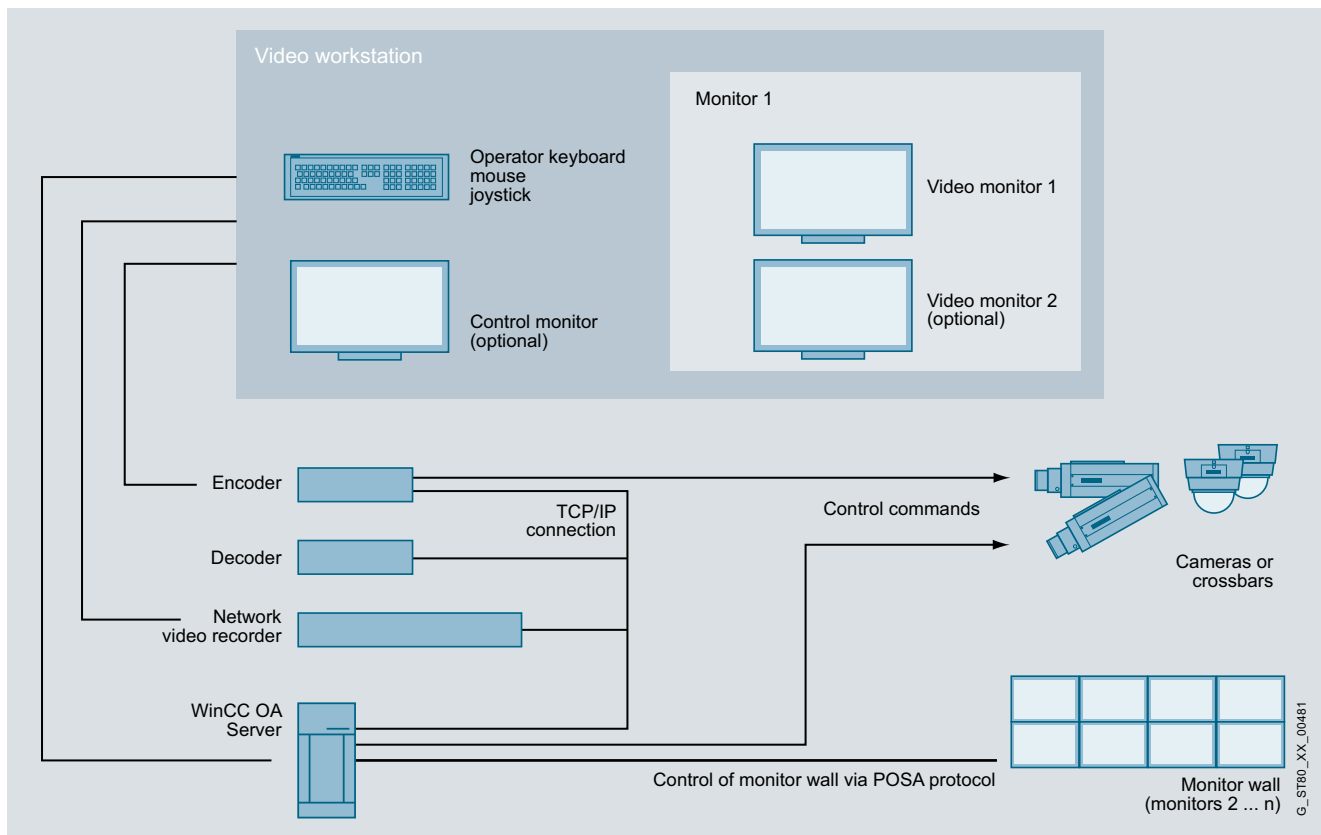 Video workstation
Monitor 1
Operator keyboard
mouse
joystick
Video monitor 1
Control monitor
(optional)
Video monitor 2
(optional)
Encoder
TCP/IP
connection
Control commands
Decoder
Cameras or
crossbars
Network
video recorder
WinCC OA
Server
Control of monitor wall via POSA protocol
Monitor wall
(monitors 2 ... n)
G_ST80_XX_00481